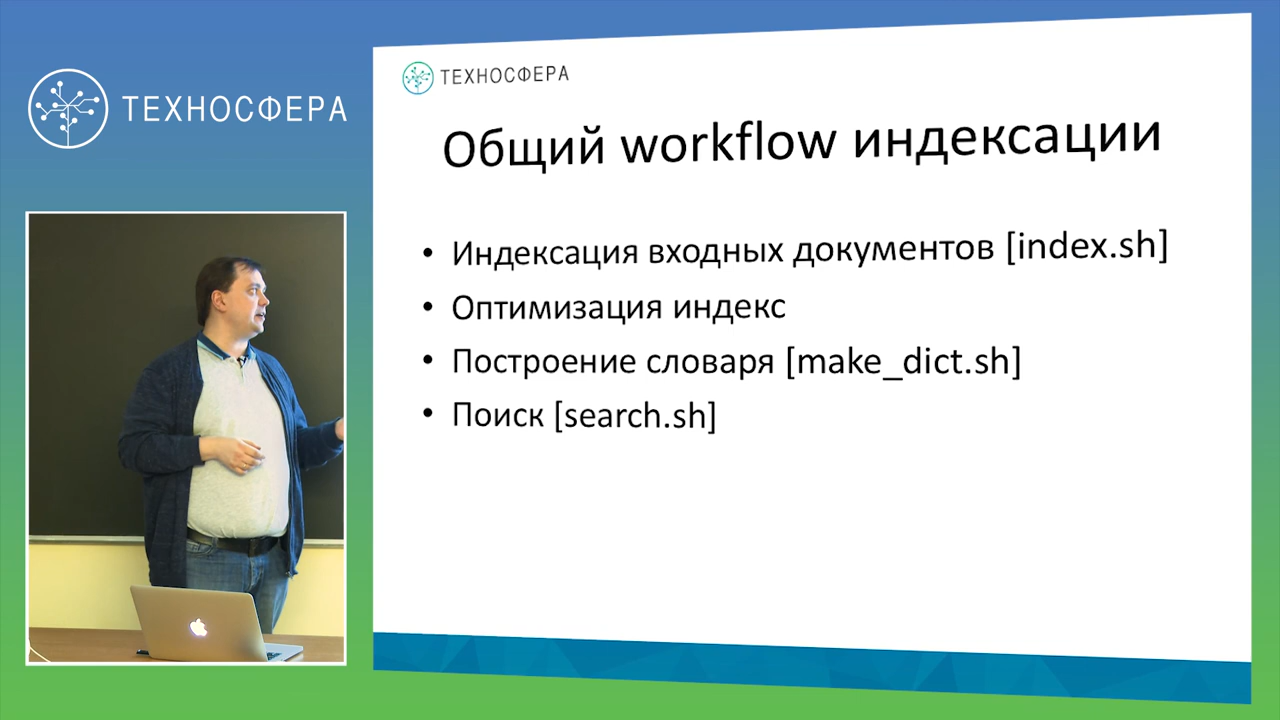 ТЕХНОСФЕРА
ТЕХНОСФЕРА
Общий workflow индексации
• Индексация входных документов [index.sh]
• Оптимизация индекс
• Построение словаря [make_dict.sh]
• Поиск [search.sh]